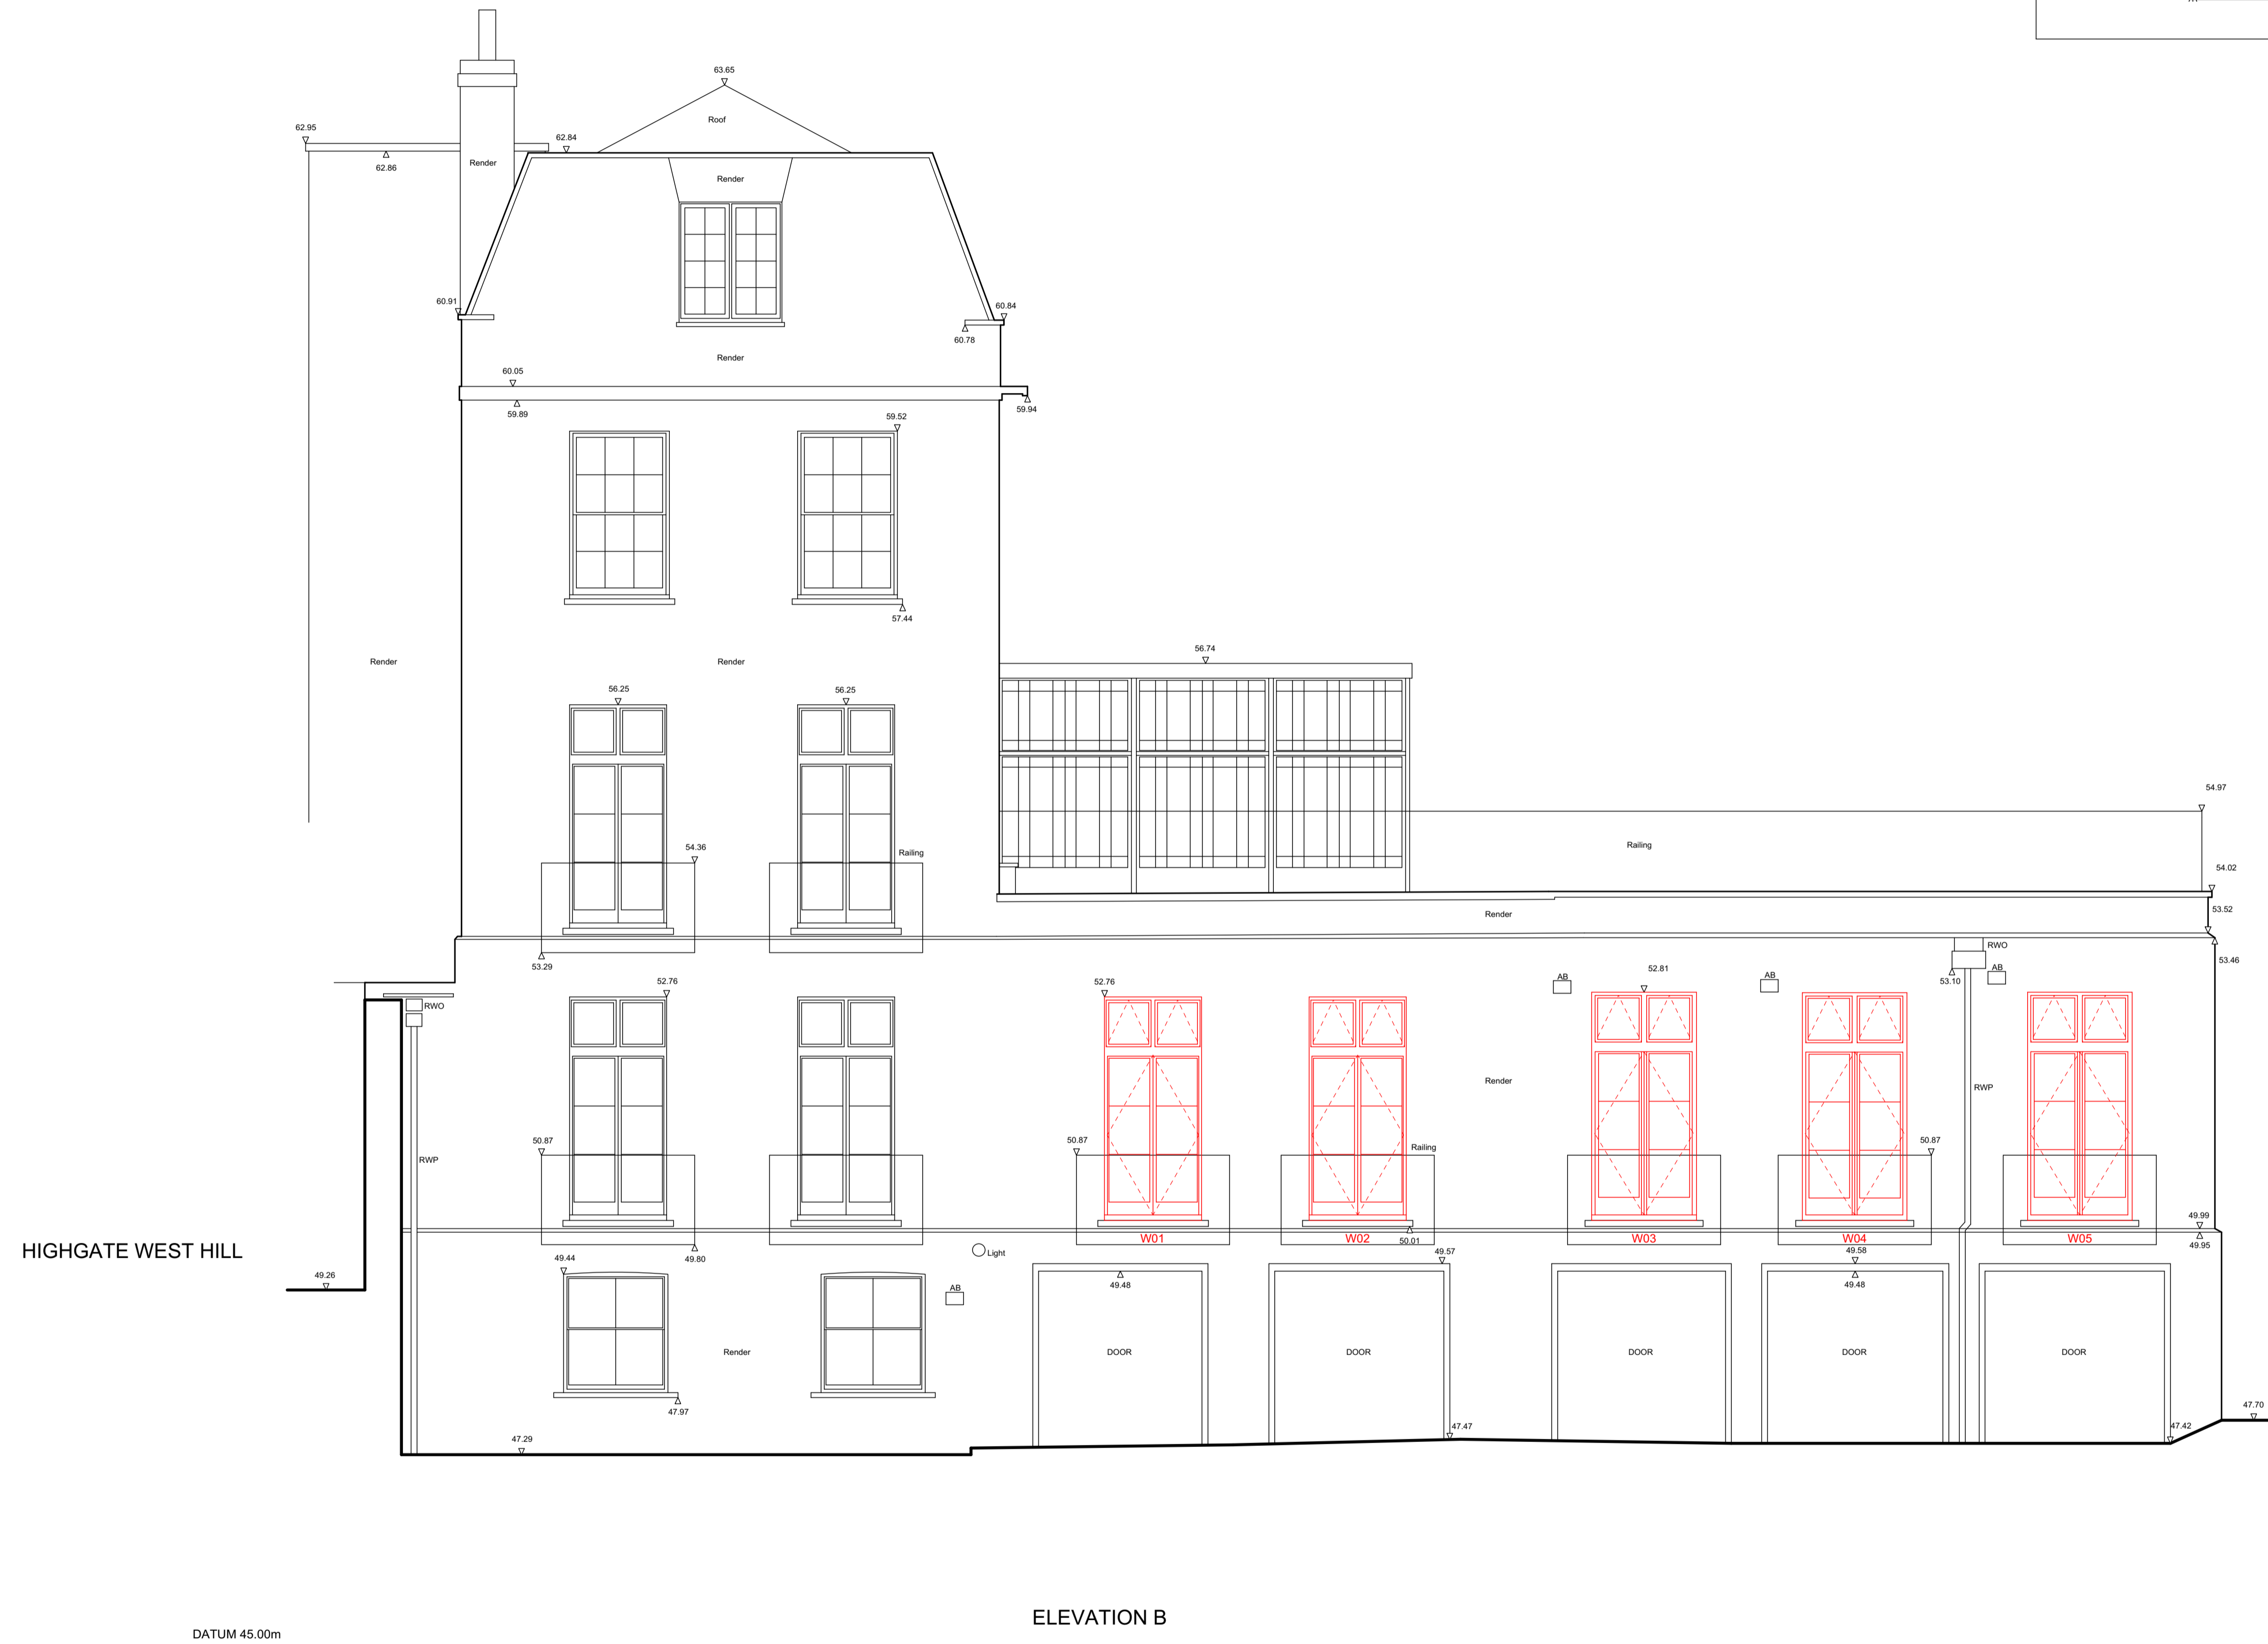 63.65
Roof
62.95
62.84
62.86
Render
Render
60.91
60.84
60.78
Render
60.05
59.89
59.94
59.52
57.44
Render
Render
56.74
56.25
56.25
54.97
54.36
Railing
Railing
54.02
53.52
Render
53.29
RWO
53.46
52.76
52.76
AB
52.81
AB
53.10
AB
RWO
Render
RWP
50.87
50.87
Railing
50.87
RWP
49.99
W01
W02
50.01
W03
W04
W05
49.95
HIGHGATE WEST HILL
49.44
49.80
Light
49.57
49.58
49.26
49.48
49.48
AB
Render
DOOR
DOOR
DOOR
DOOR
DOOR
47.97
47.29
47.47
47.42
47.70
ELEVATION B
DATUM 45.00m